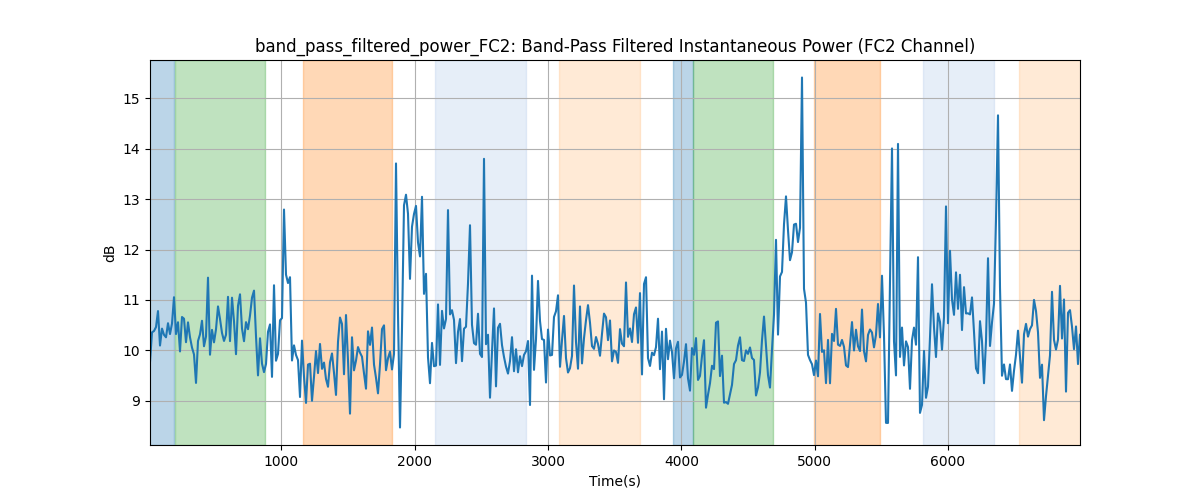 band_pass_filtered_power_FC2: Band-Pass Filtered Instantaneous Power (FC2 Channel)
15
14
13
12
11
10
9
dB
1000 2000 3000 4000 5000 6000
Time(s)